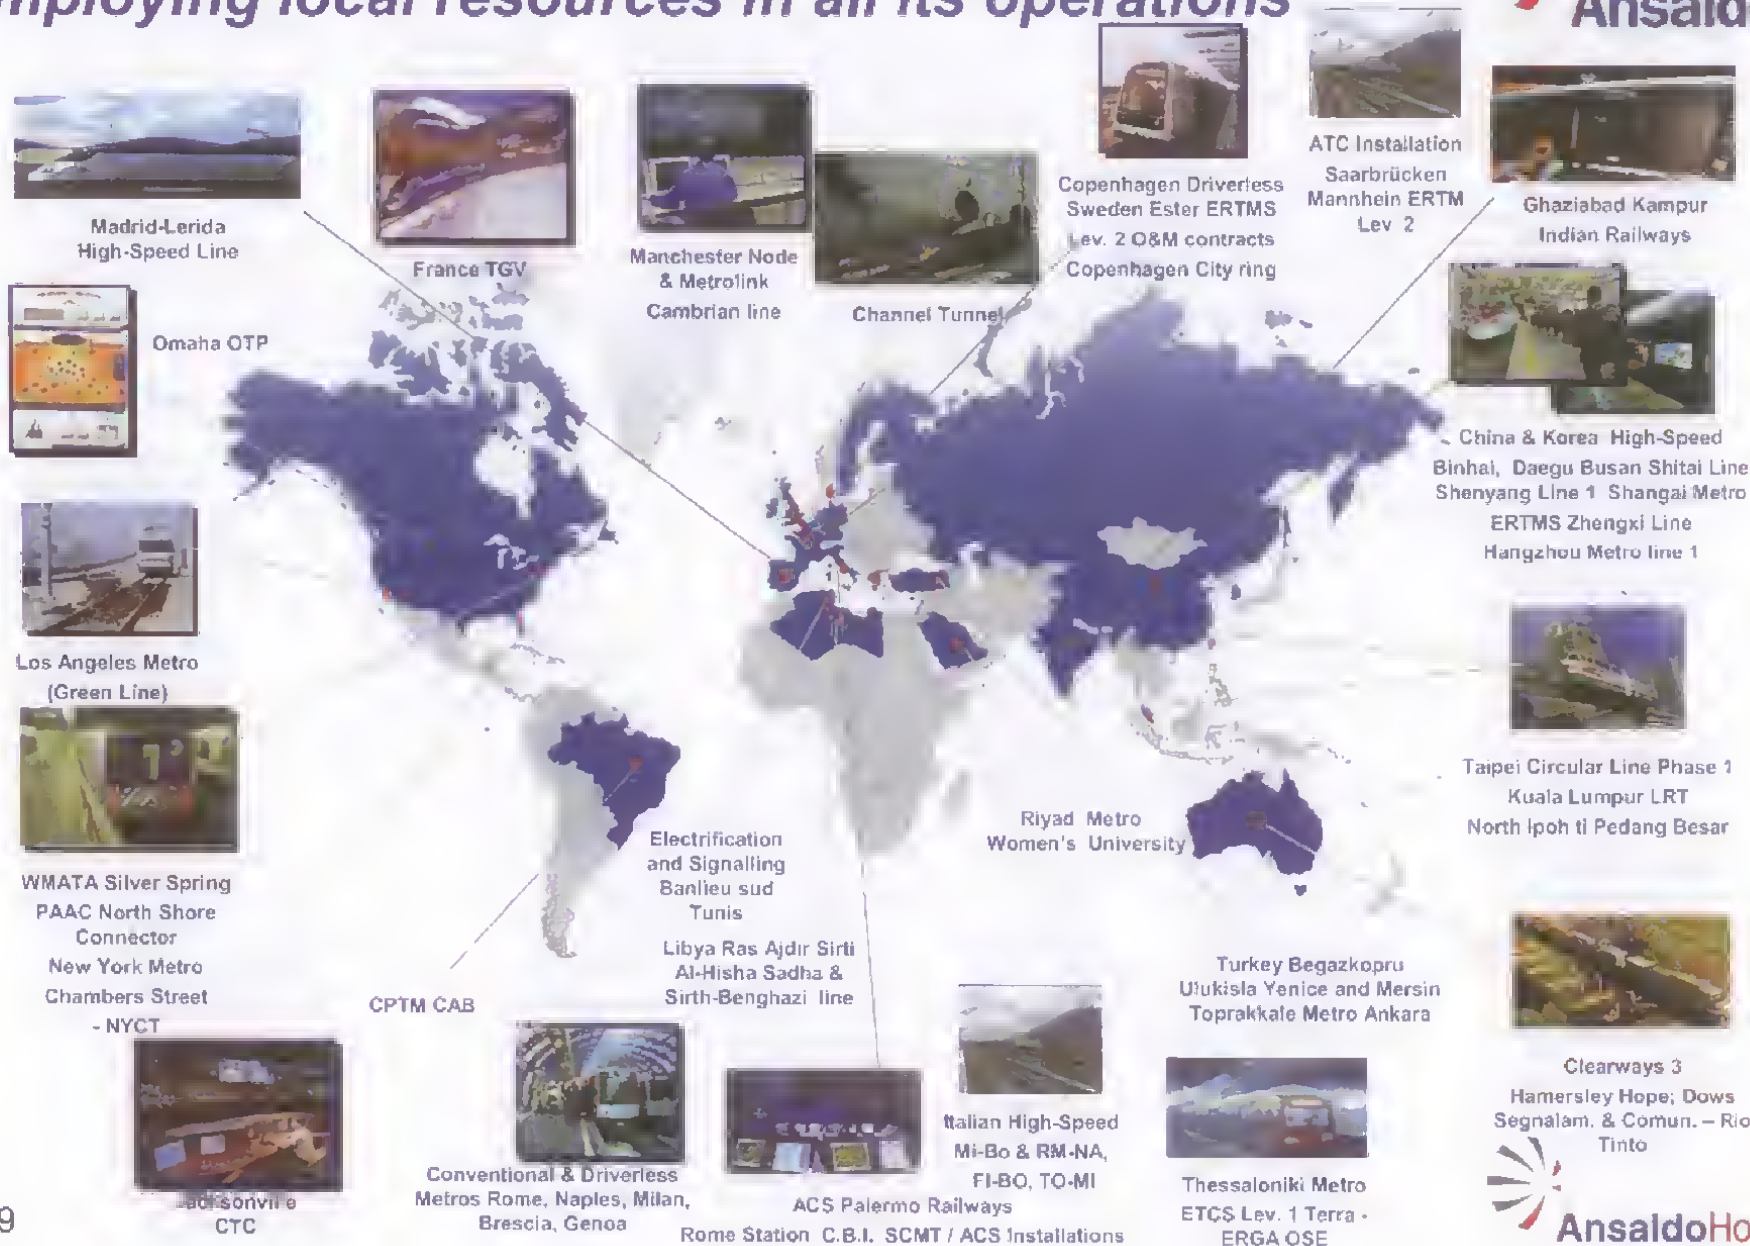 mploying local resources in all its operations
Ansald
Madrid-Lerida
High-Speed Line
France TGV
Manchester Node
& Metrolink
Cambrian line
Channel Tunnel
Copenhagen Driverless
Sweden Ester ERTMS
Lev. 2 O&M contracts
Copenhagen City ring
ATC Installation
Saarbrücken
Mannhein ERTM
Lev 2
Ghaziabad Kampur
Indian Railways
Omaha OTP
China & Korea High-Speed
Binhai, Daegu Busan Shitai Line
Shenyang Line 1 Shangai Metro
ERTMS Zhengxi Line
Hangzhou Metro line 1
Los Angeles Metro
(Green Line)
Taipei Circular Line Phase 1
Kuala Lumpur LRT
North Ipoh ti Pedang Besar
Riyad Metro
Women's University
WMATA Silver Spring
PAAC North Shore
Connector
New York Metro
Chambers Street
- NYCT
Electrification
and Signalling
Banlieu sud
Tunis
Libya Ras Ajdir Sirti
Al-Hisha Sadha &
Sirth-Benghazi line
CPTM CAB
Turkey Begazkopru
Ulukisla Yenice and Mersin
Toprakkale Metro Ankara
Clearways 3
Hamersley Hope; Dows
Segnalam. & Comun. – Rio
Tinto
Italian High-Speed
Mi-Bo & RM-NA,
FI-BO, TO-MI
Conventional & Driverless
Metros Rome, Naples, Milan,
Brescia, Genoa
ACS Palermo Railways
Rome Station C.B.I. SCMT / ACS Installations
Thessaloniki Metro
ETCS Lev. 1 Terra -
ERGA OSE
CTC
9
AnsaldoHo